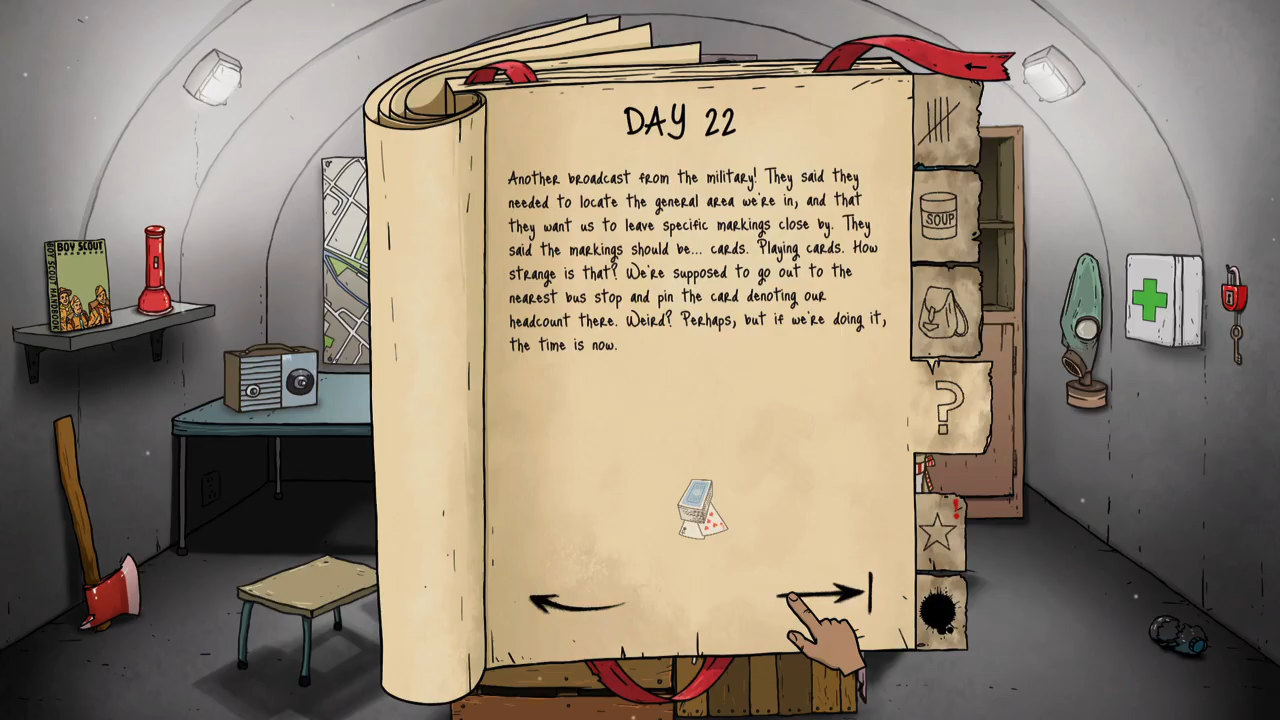 DAY 22
Another broadcast from the military! They said they
needed to locate the general area we're in, and that
they want us to leave specific markings close by. They
said the markings should be... cards. Playing cards. How
strange is that? We're supposed to go out to the
nearest bus stop and pin the card denoting our
headcount there. Weird? Perhaps, but if we're doing it,
the time is now.
SOUP
?
!
BOY SCOUT
BOY SCOUT HANDBOOK